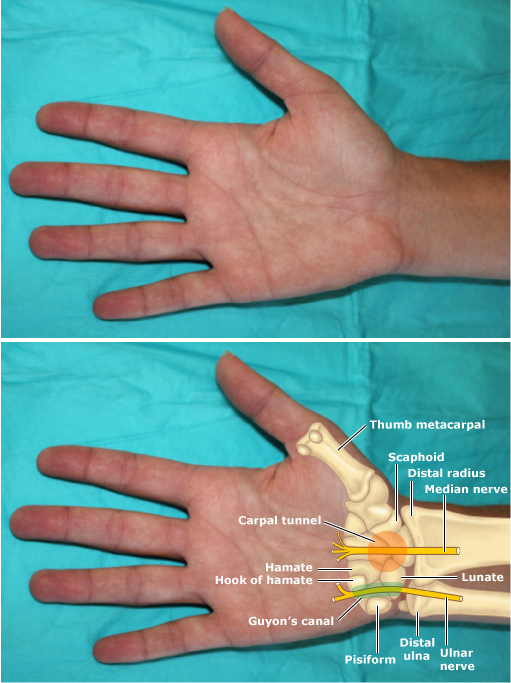 Thumb metacarpal
Scaphoid
Distal radius
Median nerve
Carpal tunnel
Hamate
Hook of hamate
Lunate
Guyon's canal
Pisiform
Distal
ulna
Ulnar
nerve